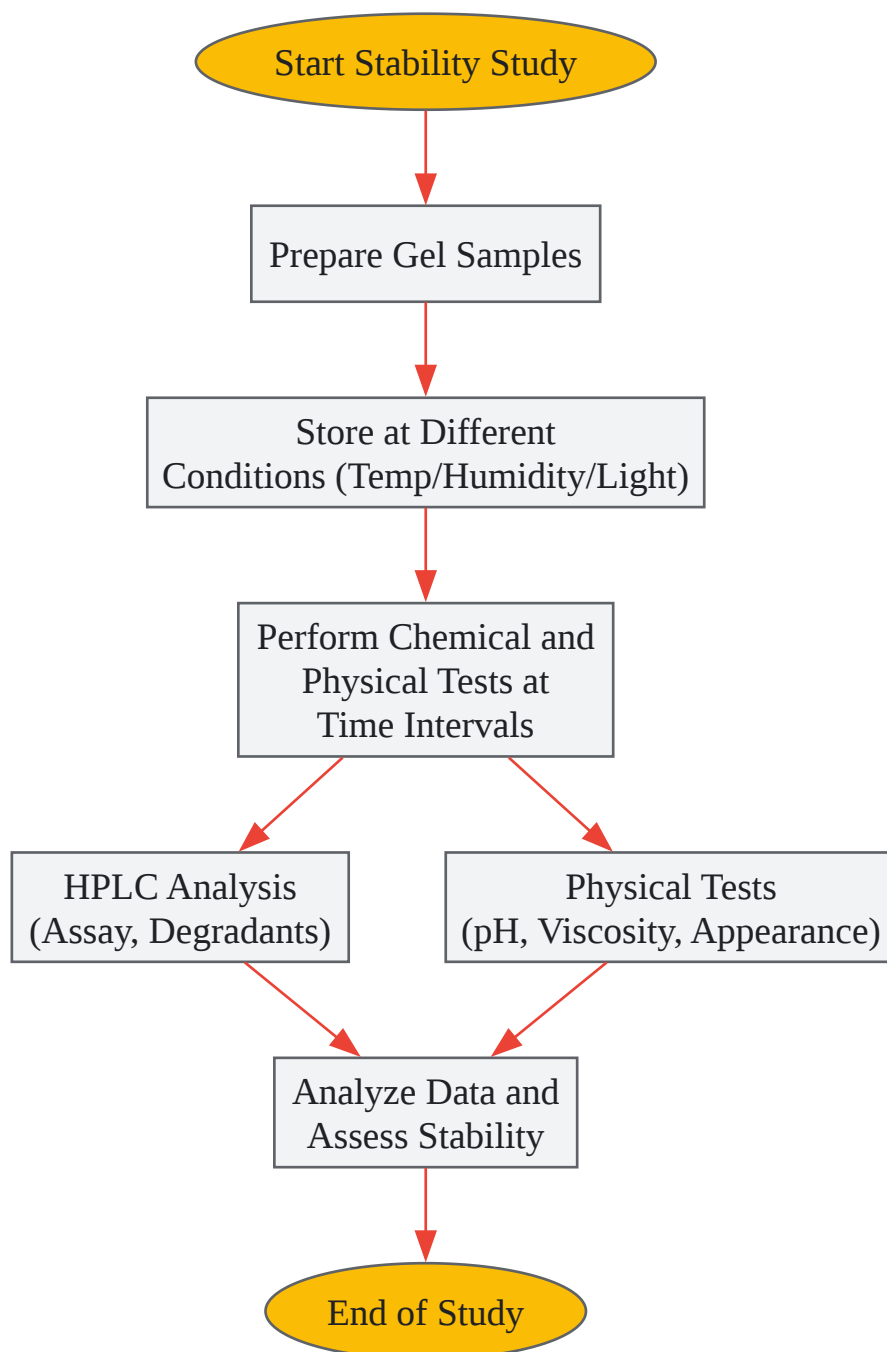 Start Stability Study
Prepare Gel Samples
Store at Different
Conditions (Temp/Humidity/Light)
Perform Chemical and
Physical Tests at
Time Intervals
HPLC Analysis
(Assay, Degradants)
Physical Tests
(pH, Viscosity, Appearance)
Analyze Data and
Assess Stability
End of Study